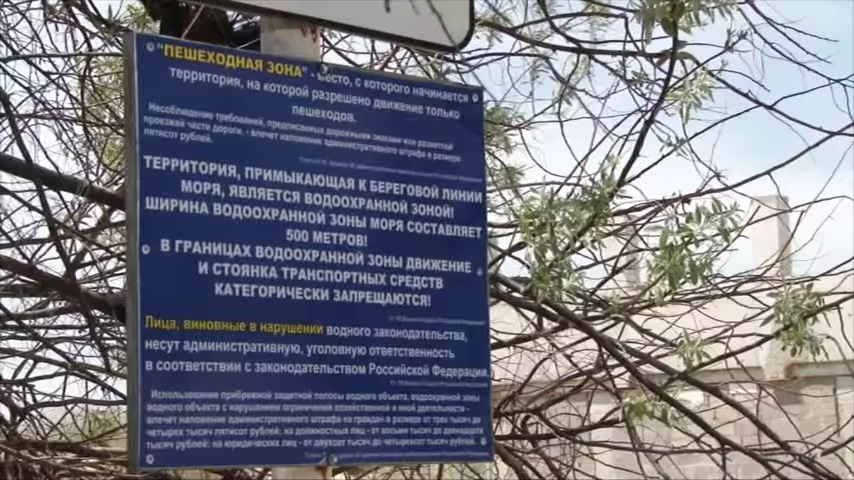 "ПЕШЕХОДНАЯ ЗОНА" - место, с которого начинается
территория, на которой разрешено движение только
пешеходов.
Несоблюдение требований, предписанных дорожными знаками или разметкой
проезжей части дороги, - влечет наложение административного штрафа в размере
пятисот рублей.
ТЕРРИТОРИЯ, ПРИМЫКАЮЩАЯ К БЕРЕГОВОЙ ЛИНИИ
МОРЯ, ЯВЛЯЕТСЯ ВОДООХРАННОЙ ЗОНОЙ!
ШИРИНА ВОДООХРАННОЙ ЗОНЫ МОРЯ СОСТАВЛЯЕТ
500 МЕТРОВ!
В ГРАНИЦАХ ВОДООХРАННОЙ ЗОНЫ ДВИЖЕНИЕ
И СТОЯНКА ТРАНСПОРТНЫХ СРЕДСТВ
КАТЕГОРИЧЕСКИ ЗАПРЕЩАЮТСЯ!
Лица, виновные в нарушении водного законодательства,
несут административную, уголовную ответственность
в соответствии с законодательством Российской Федерации.
Использование прибрежной защитной полосы водного объекта, водоохранной зоны
водного объекта с нарушением ограничений хозяйственной и иной деятельности -
влечет наложение административного штрафа на граждан - в размере от трех тысяч до
четырех тысяч пятисот рублей; на должностных лиц - от восьми тысяч до двенадцати
тысяч рублей; на юридических лиц - от двухсот тысяч до четырехсот тысяч рублей.